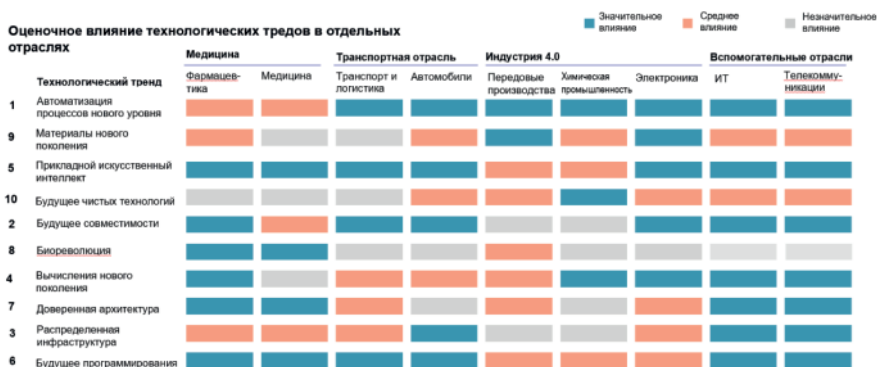 Оценочное влияние технологических тредов в отдельных
отраслях
Значительное
влияние
Среднее
влияние
Незначительное
влияние
Медицина
Транспортная отрасль
Индустрия 4.0
Вспомогательные отрасли
Технологический тренд
Фармацев-
тика
Медицина
Транспорт и
логистика
Автомобили
Передовые
производства
Химическая
промышленность
Электроника
ИТ
Телекомму-
никации
1 Автоматизация
процессов нового уровня
9 Материалы нового
поколения
5 Прикладной искусственный
интеллект
10 Будущее чистых технологий
2 Будущее совместимости
8 Биореволюция
4 Вычисления нового
поколения
7 Доверенная архитектура
3 Распределенная
инфраструктура
6 Будущее программирования